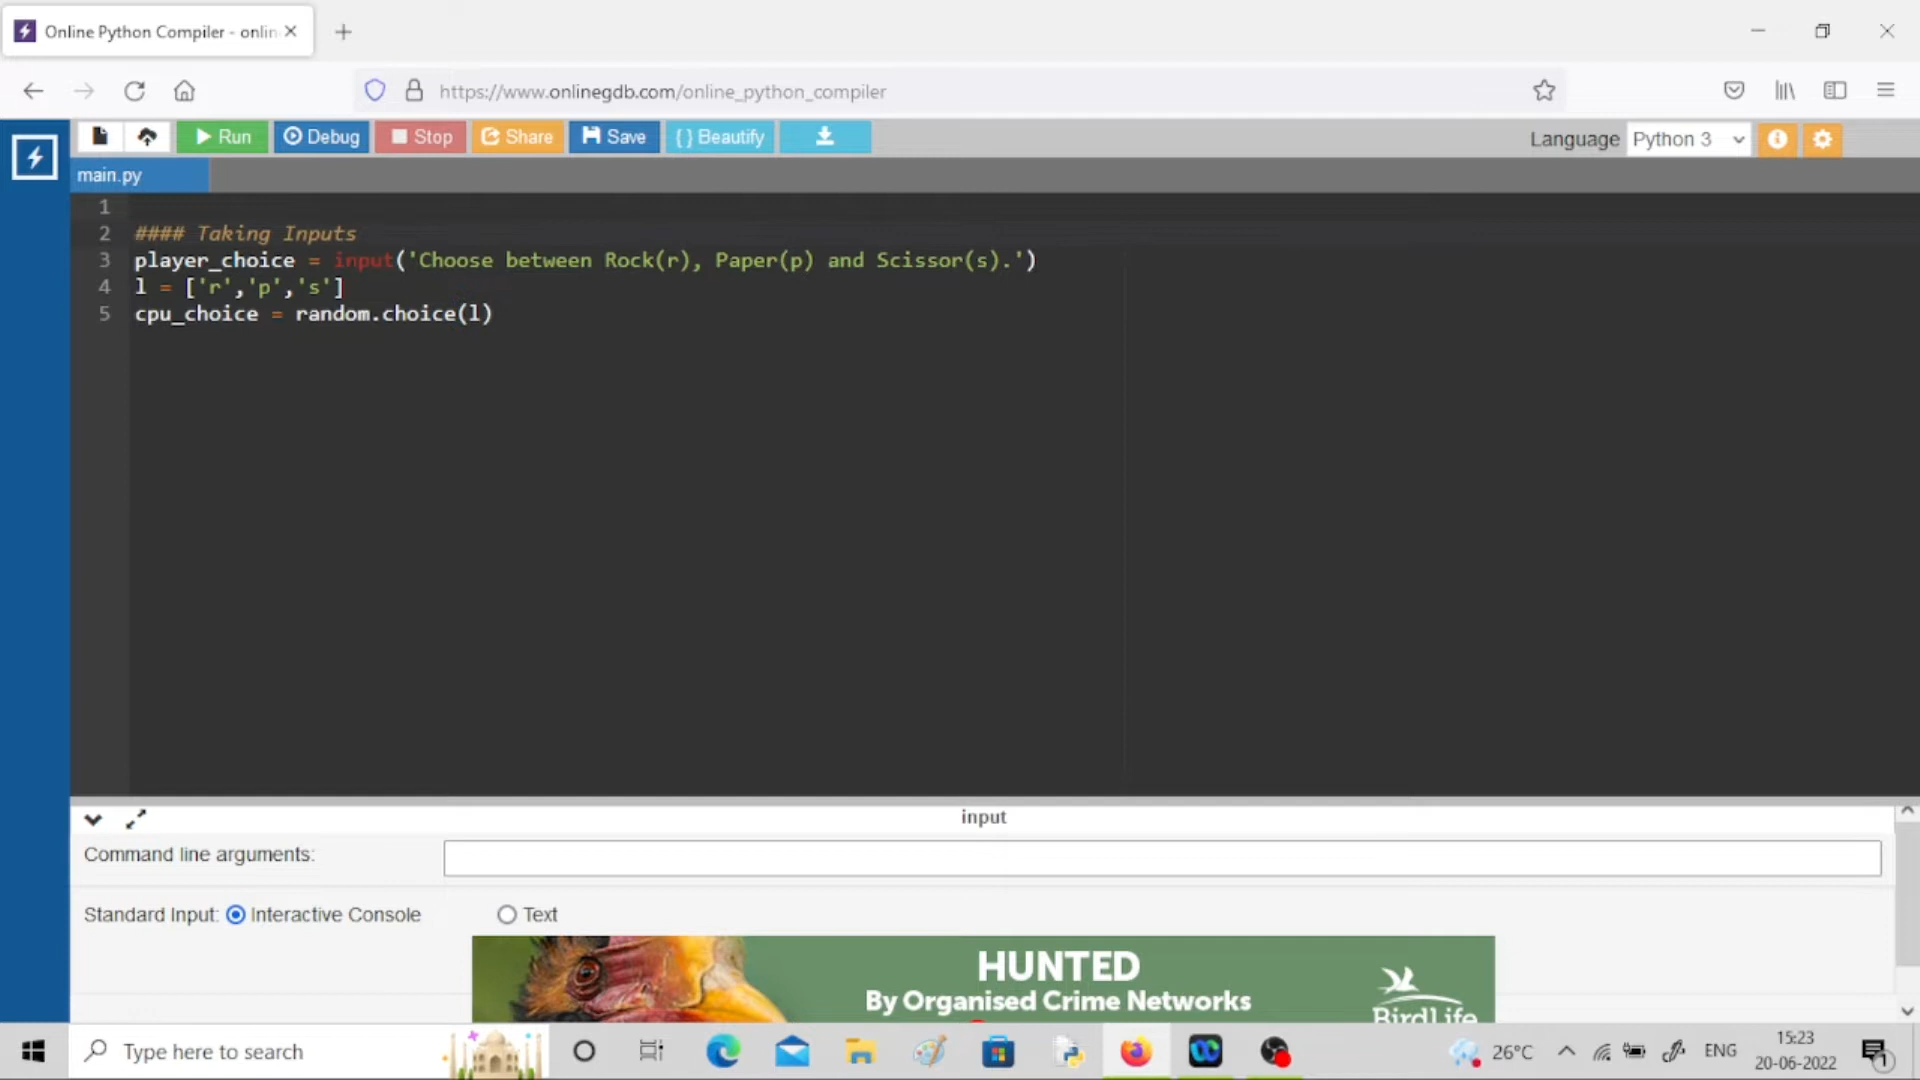 Online Python Compiler - onlin
https://www.onlinegdb.com/online_python_compiler
Run Debug Stop Share Save { } Beautify
Language Python 3
main.py
1
2 #### Taking Inputs
3 player_choice = input('Choose between Rock(r), Paper(p) and Scissor(s).')
4 l = ['r','p','s']
5 cpu_choice = random.choice(l)
input
Command line arguments:
Standard Input: Interactive Console Text
HUNTED
By Organised Crime Networks
BirdLife
Type here to search
26°C ENG
15:23
20-06-2022
1